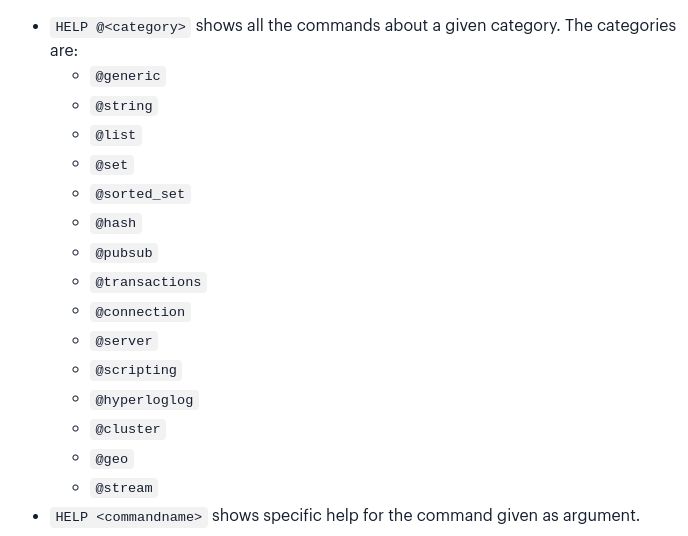 HELP @<category> shows all the commands about a given category. The categories
are:
@generic
@string
@list
@set
@sorted_set
@hash
@pubsub
@transactions
@connection
@server
@scripting
@hyperloglog
@cluster
@geo
@stream
HELP <commandname> shows specific help for the command given as argument.